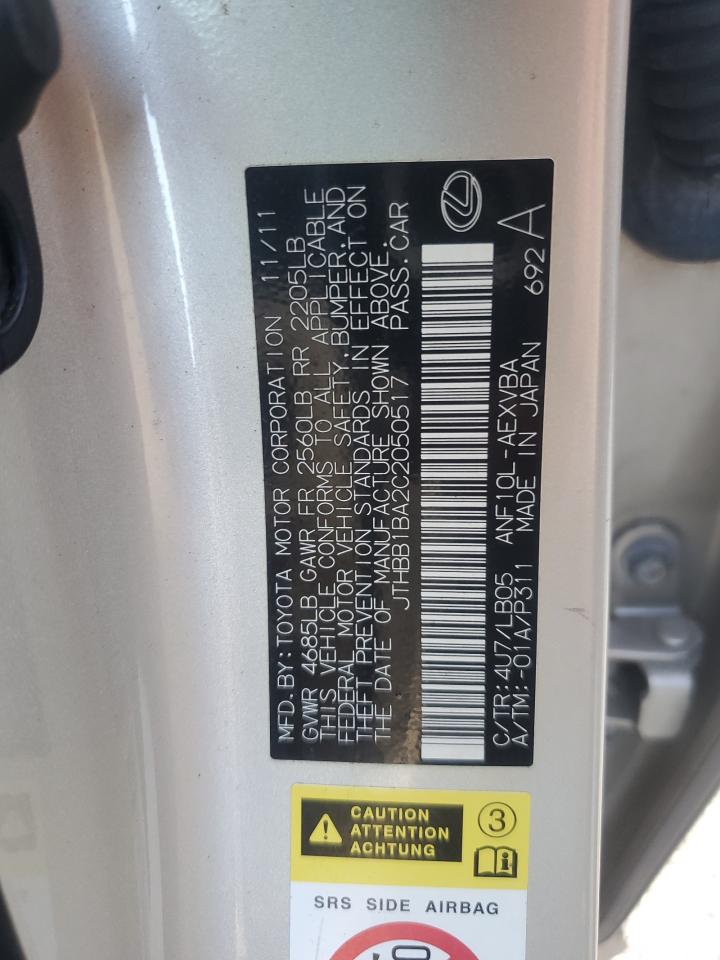 MFD.BY:TOYOTA MOTOR CORPORATION 11/11
GVWR 4685LB GAWR FR 2560LB RR 2205LB
THIS VEHICLE CONFORMS TO ALL APPLICABLE
FEDERAL MOTOR VEHICLE SAFETY,BUMPER,AND
THEFT PREVENTION STANDARDS IN EFFECT ON
THE DATE OF MANUFACTURE SHOWN ABOVE.
JTHBB1BA2C2050517 PASS.CAR
C/TR:4U7/LB05 ANF10L-AEXVBA 692
A/TM:-01A/P311 MADE IN JAPAN A
CAUTION
ATTENTION
ACHTUNG
3
SRS SIDE AIRBAG